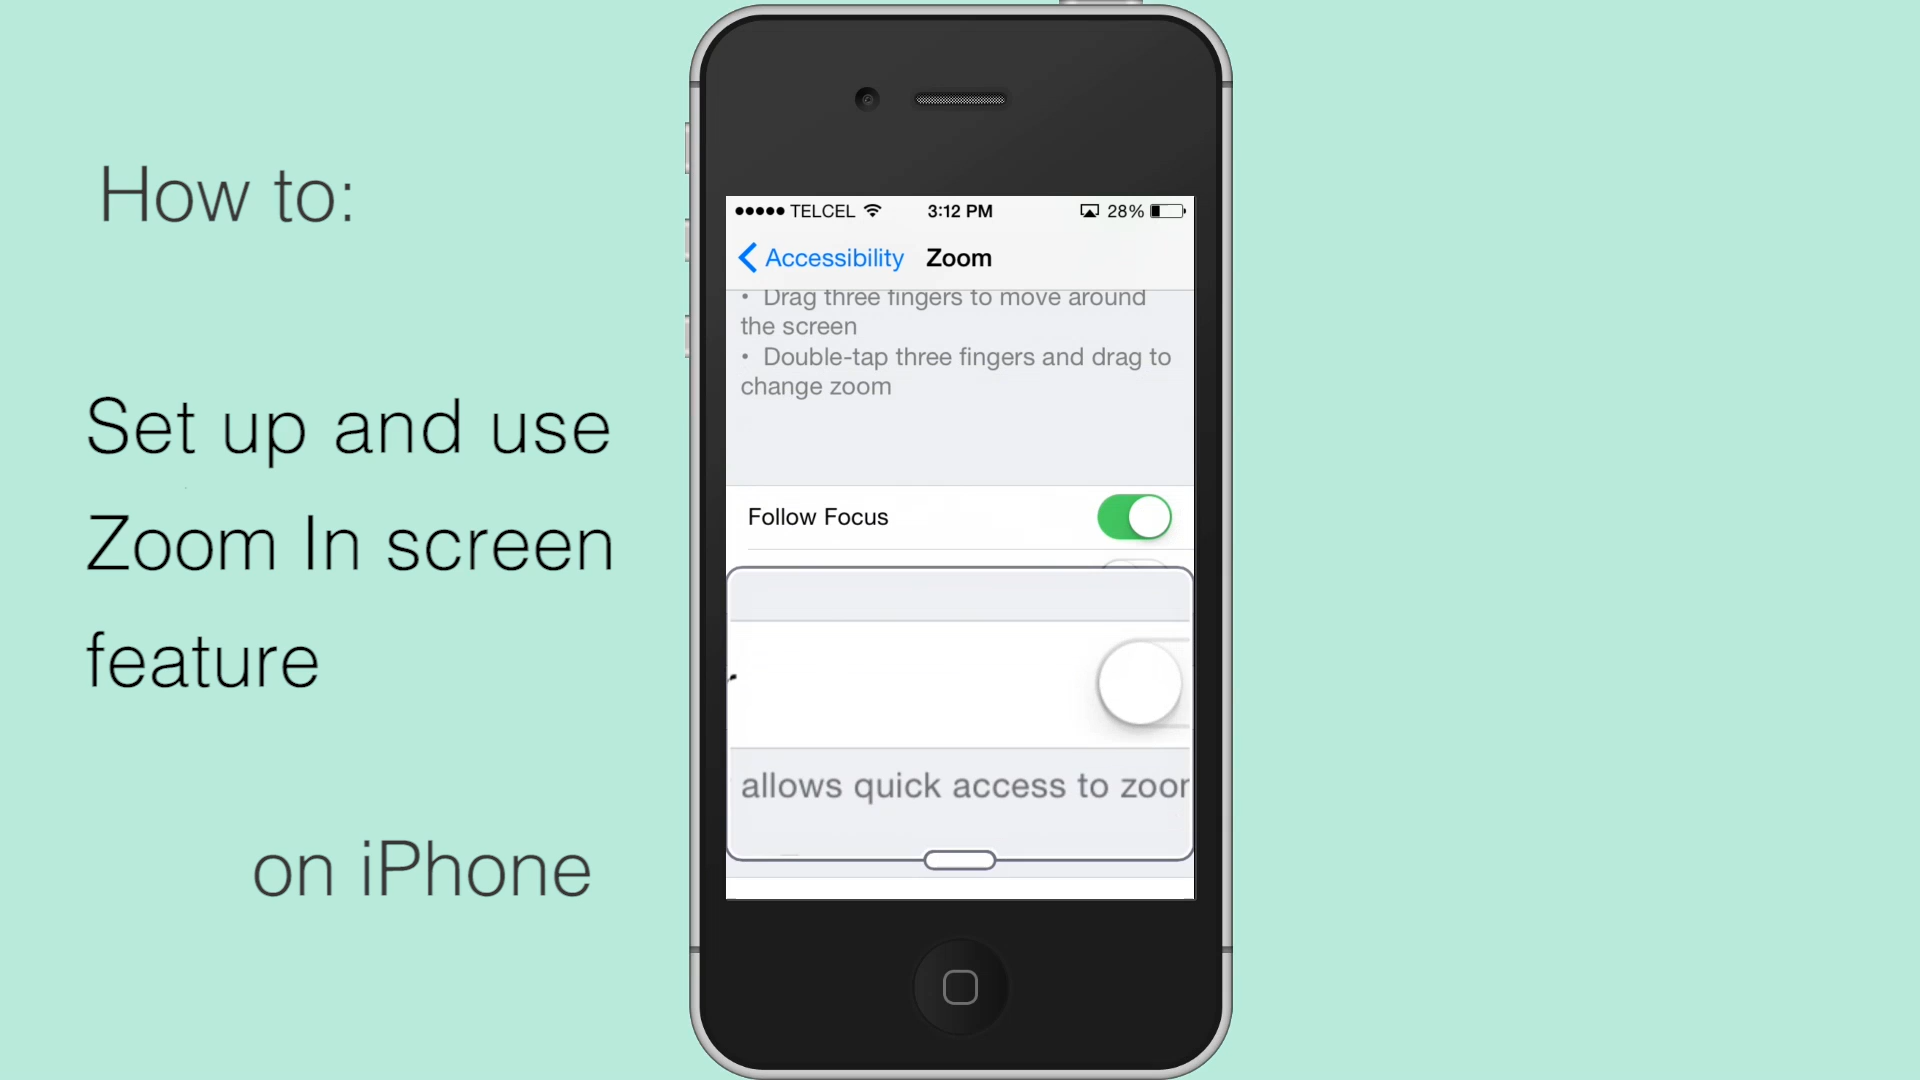 How to:
Set up and use
Zoom In screen
feature
on iPhone
TELCEL 3:12 PM 28%
Accessibility Zoom
• Drag three fingers to move around
the screen
• Double-tap three fingers and drag to
change zoom
Follow Focus
allows quick access to